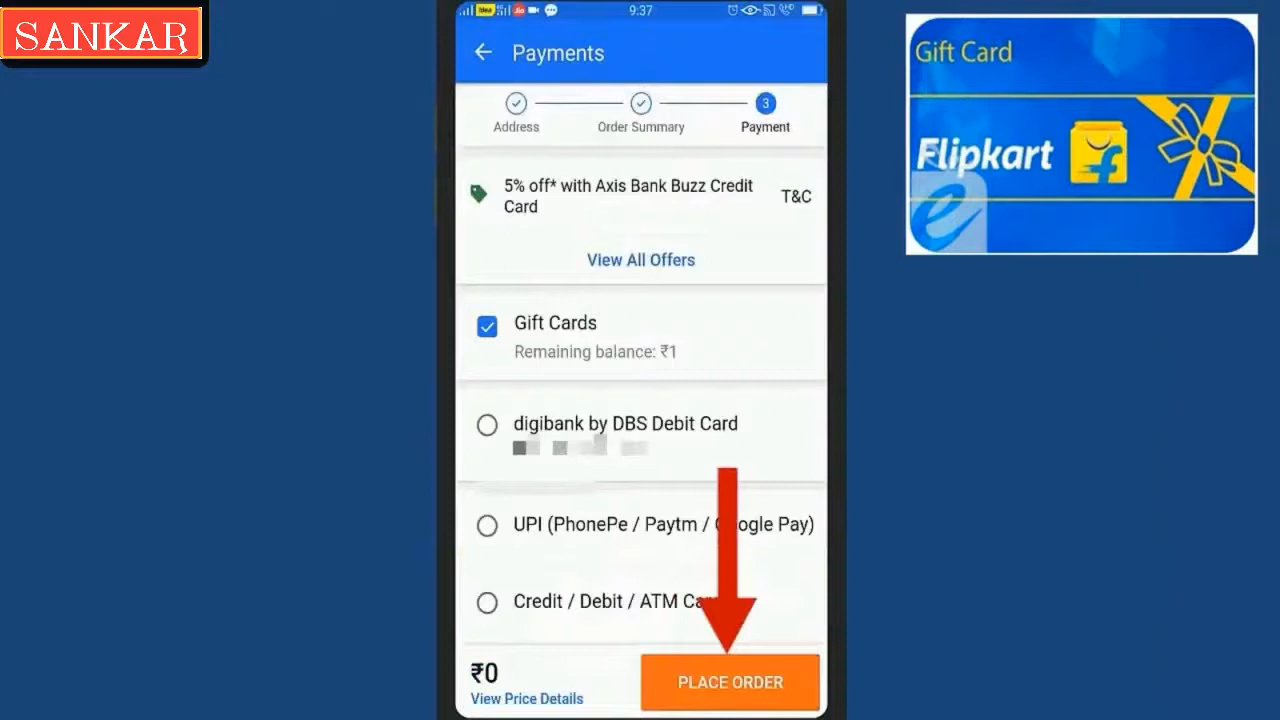 SANKAR
9:37
Payments
3
Address
Order Summary
Payment
5% off* with Axis Bank Buzz Credit
Card
T&C
View All Offers
Gift Cards
Remaining balance: ₹1
digibank by DBS Debit Card
UPI (PhonePe / Paytm / Google Pay)
Credit / Debit / ATM
₹0
View Price Details
PLACE ORDER
Gift Card
Flipkart